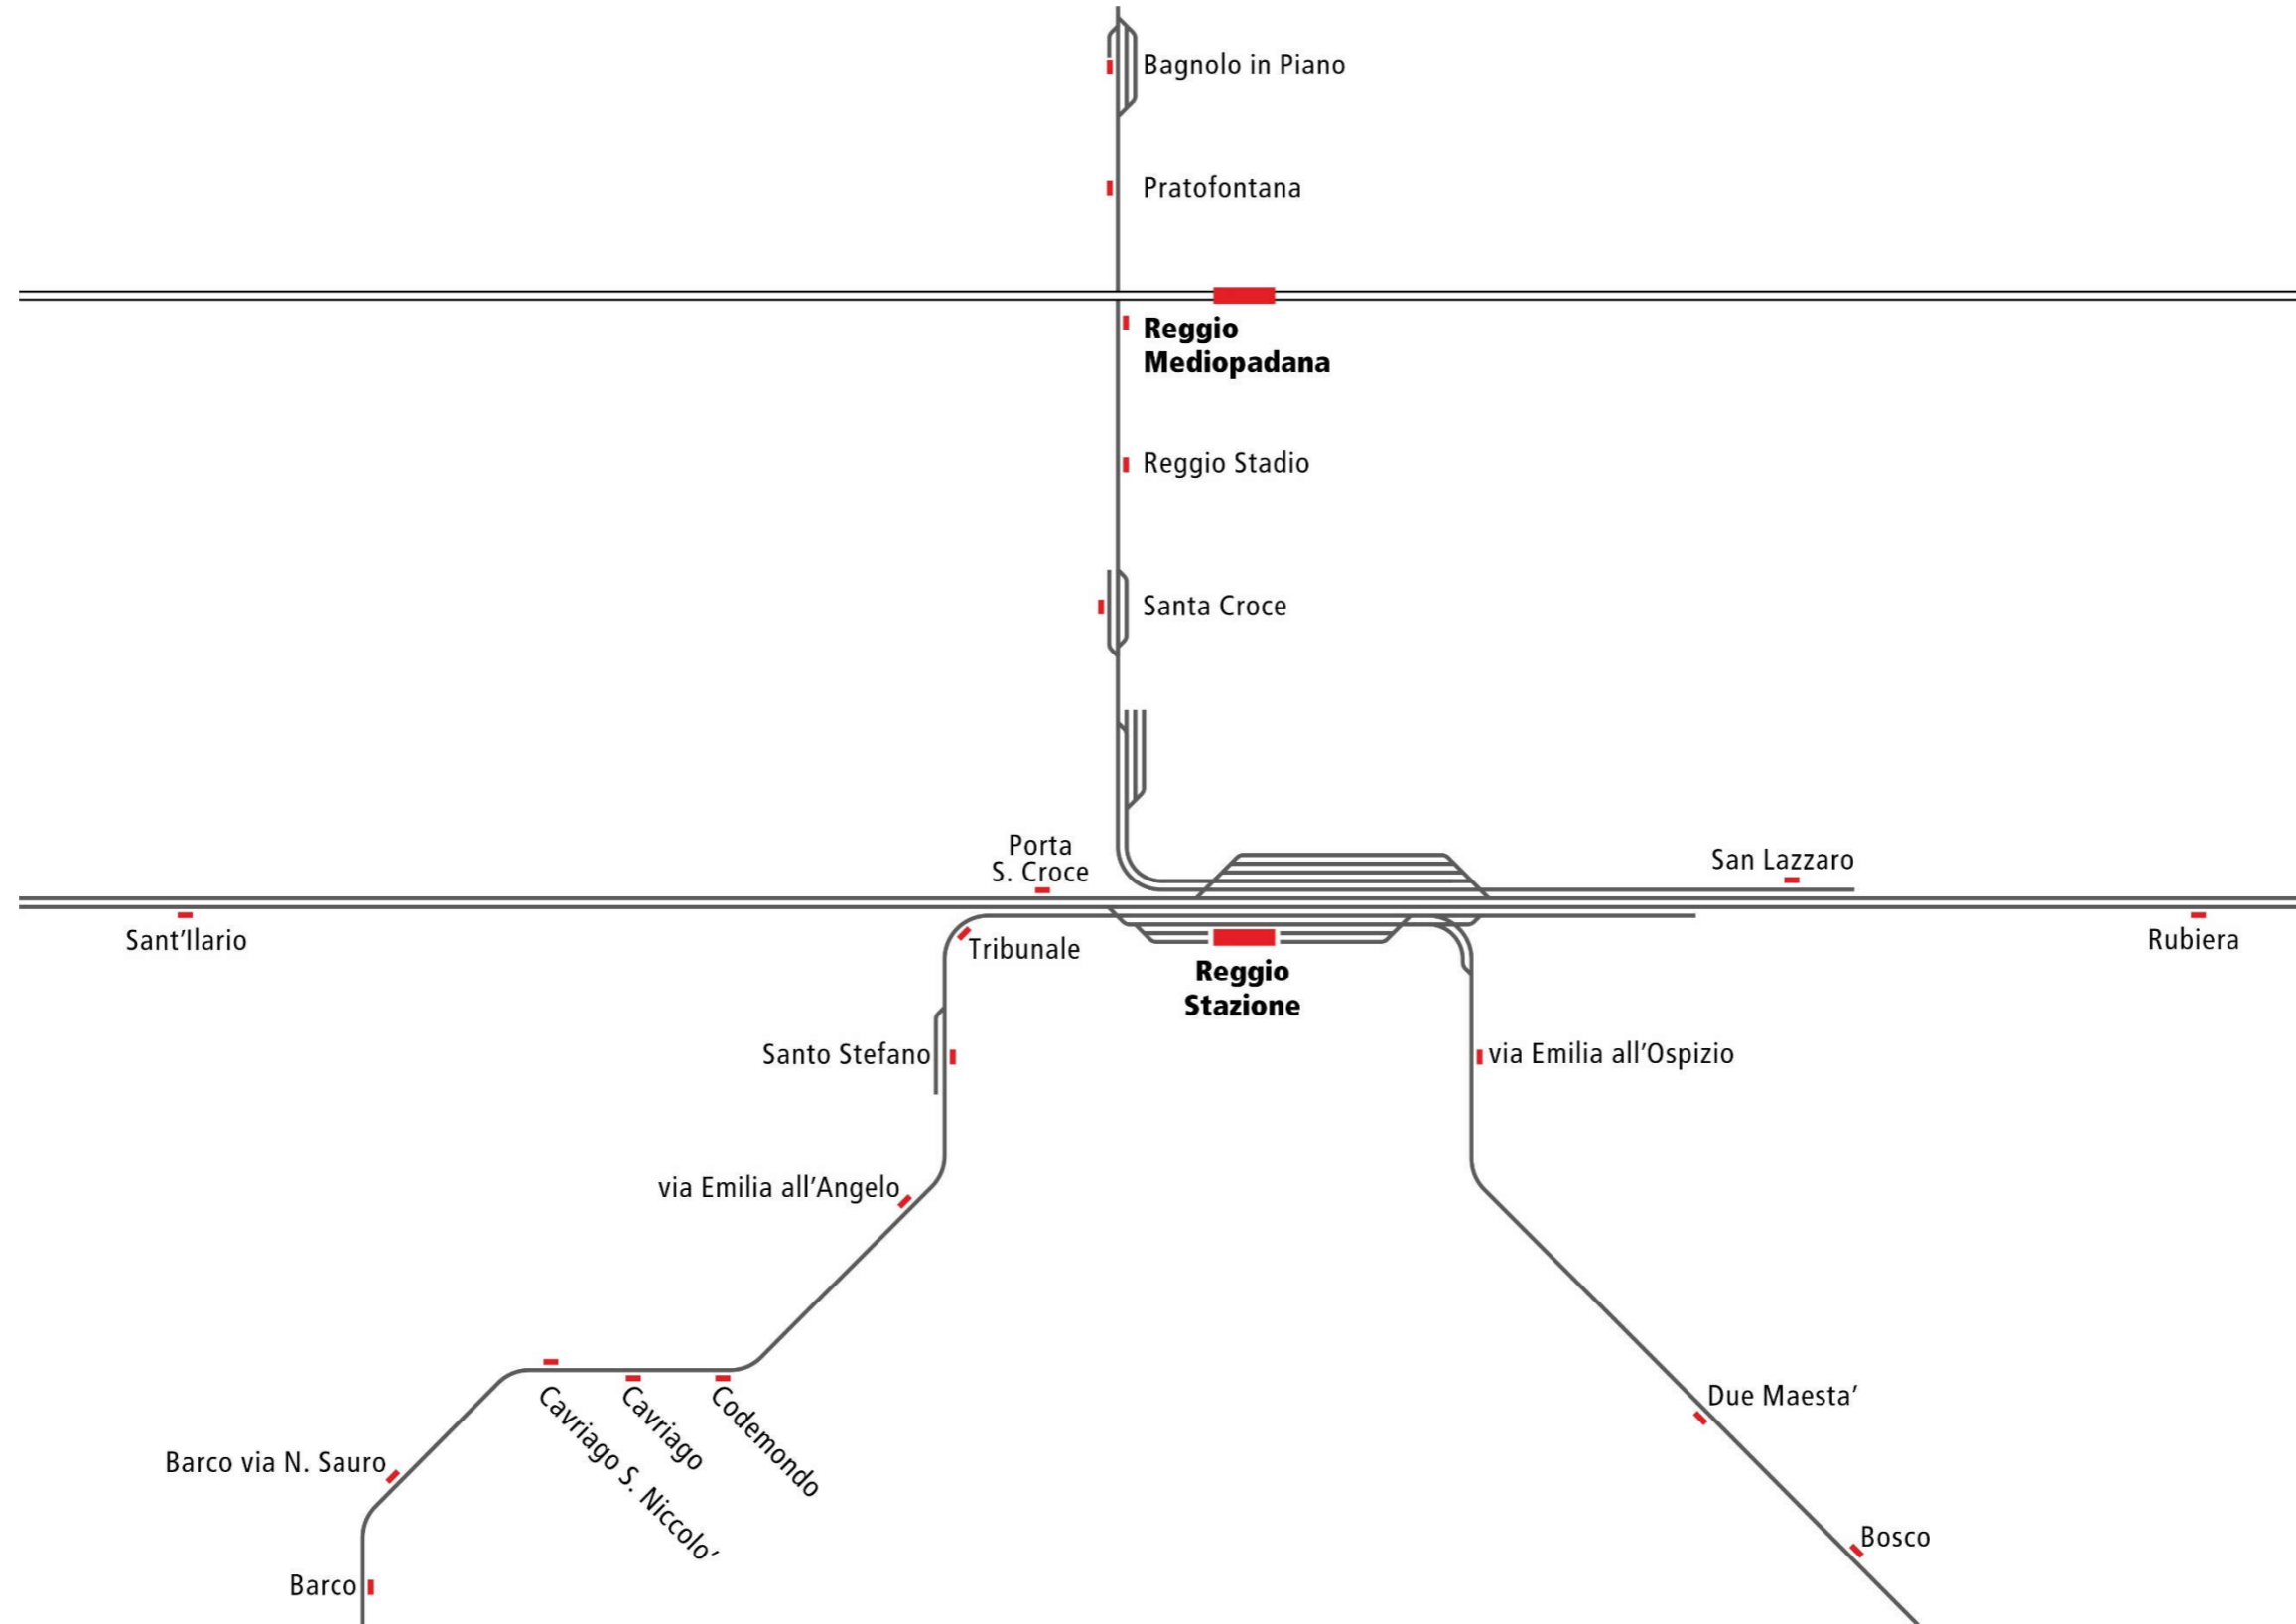 Bagnolo in Piano
Pratofontana
Reggio
Mediopadana
Reggio Stadio
Santa Croce
Porta
S. Croce
San Lazzaro
Sant'Ilario
Tribunale
Rubiera
Reggio
Stazione
Santo Stefano
via Emilia all'Ospizio
via Emilia all'Angelo
Cavriago S. Niccolo'
Cavriago
Codemondo
Due Maesta'
Barco via N. Sauro
Bosco
Barco